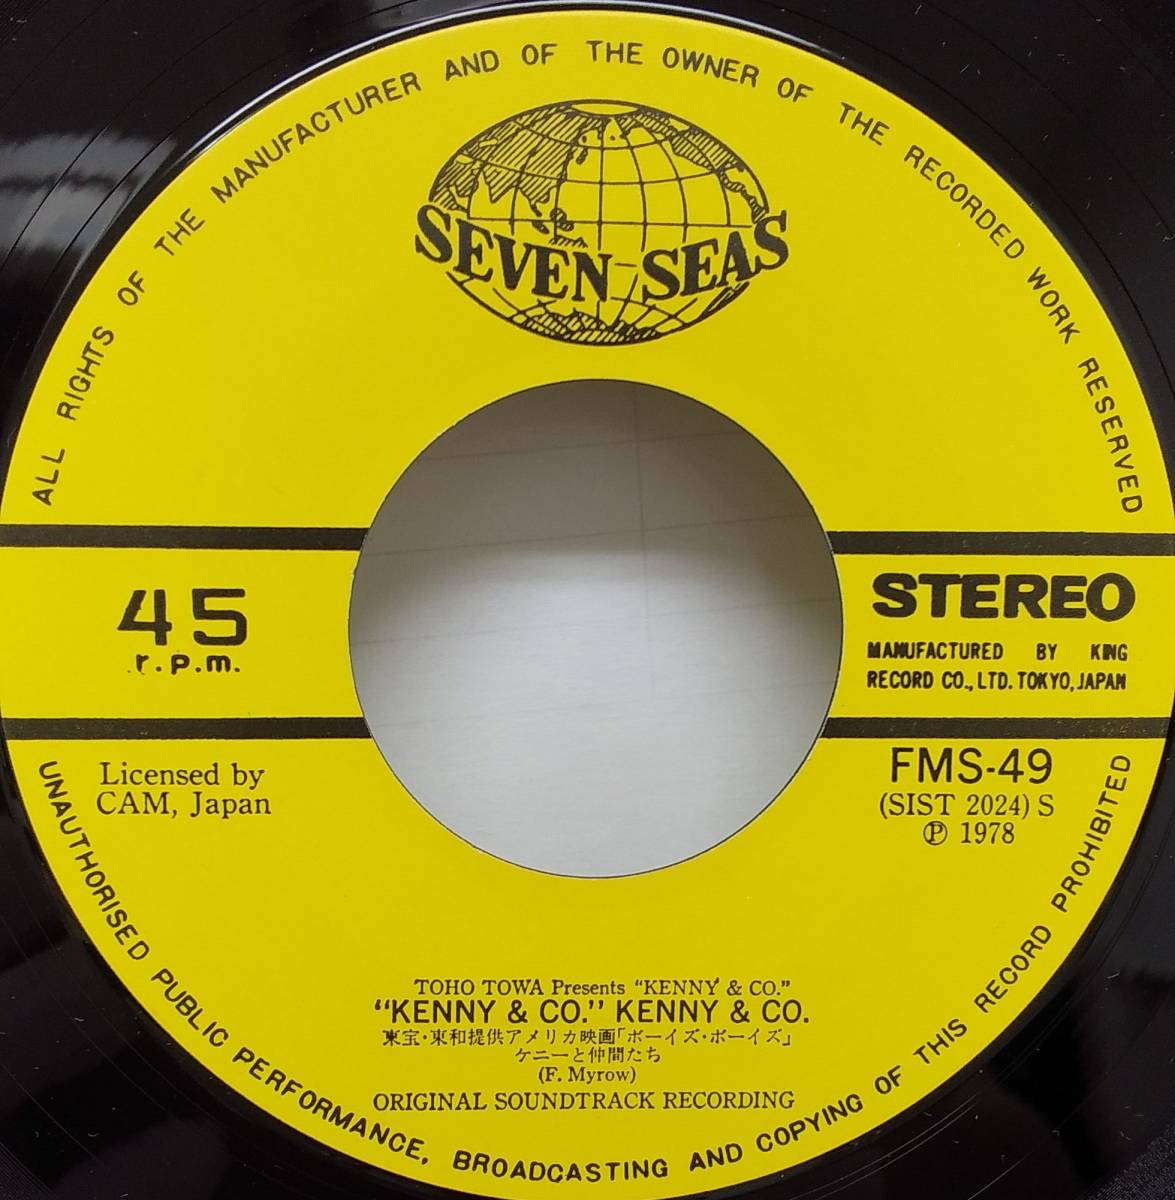 ALL RIGHTS OF THE MANUFACTURER AND OF THE OWNER OF THE RECORDED WORK RESERVED
SEVEN SEAS
45
r.p.m.
STEREO
MANUFACTURED BY KING
RECORD CO., LTD. TOKYO, JAPAN
Licensed by
CAM, Japan
FMS-49
(SIST 2024) S
Ⓟ 1978
TOHO TOWA Presents "KENNY & CO."
"KENNY & CO." KENNY & CO.
東宝・東和提供アメリカ映画「ボーイズ・ボーイズ」
ケニーと仲間たち
(F. Myrow)
ORIGINAL SOUNDTRACK RECORDING
UNAUTHORISED PUBLIC PERFORMANCE, BROADCASTING AND COPYING OF THIS RECORD PROHIBITED